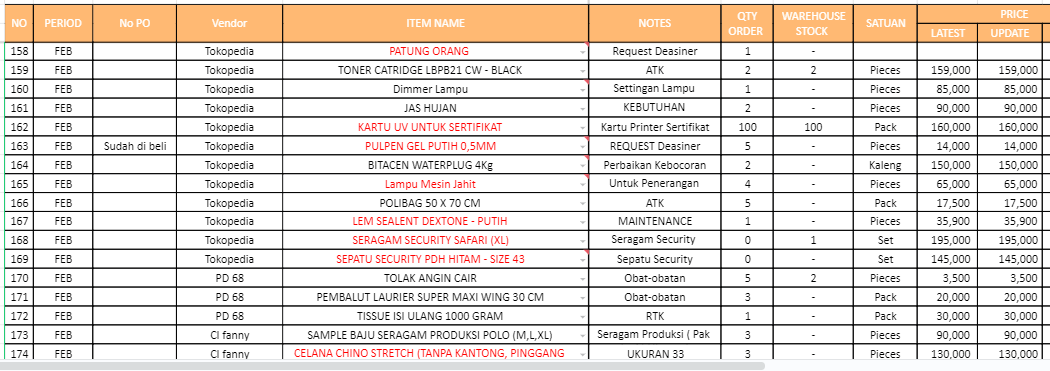 NO PERIOD No PO Vendor ITEM NAME NOTES QTY ORDER WAREHOUSE STOCK SATUAN PRICE
LATEST UPDATE
158 FEB Tokopedia PATUNG ORANG Request Deasiner 1 -
159 FEB Tokopedia TONER CATRIDGE LBPB21 CW - BLACK ATK 2 2 Pieces 159,000 159,000
160 FEB Tokopedia Dimmer Lampu Settingan Lampu 1 - Pieces 85,000 85,000
161 FEB Tokopedia JAS HUJAN KEBUTUHAN 2 - Pieces 90,000 90,000
162 FEB Tokopedia KARTU UV UNTUK SERTIFIKAT Kartu Printer Sertifikat 100 100 Pack 160,000 160,000
163 FEB Sudah di beli Tokopedia PULPEN GEL PUTIH 0,5MM REQUEST Deasiner 5 - Pieces 14,000 14,000
164 FEB Tokopedia BITACEN WATERPLUG 4Kg Perbaikan Kebocoran 2 - Kaleng 150,000 150,000
165 FEB Tokopedia Lampu Mesin Jahit Untuk Penerangan 4 - Pieces 65,000 65,000
166 FEB Tokopedia POLIBAG 50 X 70 CM ATK 5 - Pack 17,500 17,500
167 FEB Tokopedia LEM SEALENT DEXTONE - PUTIH MAINTENANCE 1 - Pieces 35,900 35,900
168 FEB Tokopedia SERAGAM SECURITY SAFARI (XL) Seragam Security 0 1 Set 195,000 195,000
169 FEB Tokopedia SEPATU SECURITY PDH HITAM - SIZE 43 Sepatu Security 0 - Set 145,000 145,000
170 FEB PD 68 TOLAK ANGIN CAIR Obat-obatan 5 2 Pieces 3,500 3,500
171 FEB PD 68 PEMBALUT LAURIER SUPER MAXI WING 30 CM Obat-obatan 3 - Pack 20,000 20,000
172 FEB PD 68 TISSUE ISI ULANG 1000 GRAM RTK 1 - Pack 30,000 30,000
173 FEB CI fanny SAMPLE BAJU SERAGAM PRODUKSI POLO (M,L,XL) Seragam Produksi ( Pak 3 - Pieces 90,000 90,000
174 FEB CI fanny CELANA CHINO STRETCH (TANPA KANTONG, PINGGANG UKURAN 33 3 - Pieces 130,000 130,000